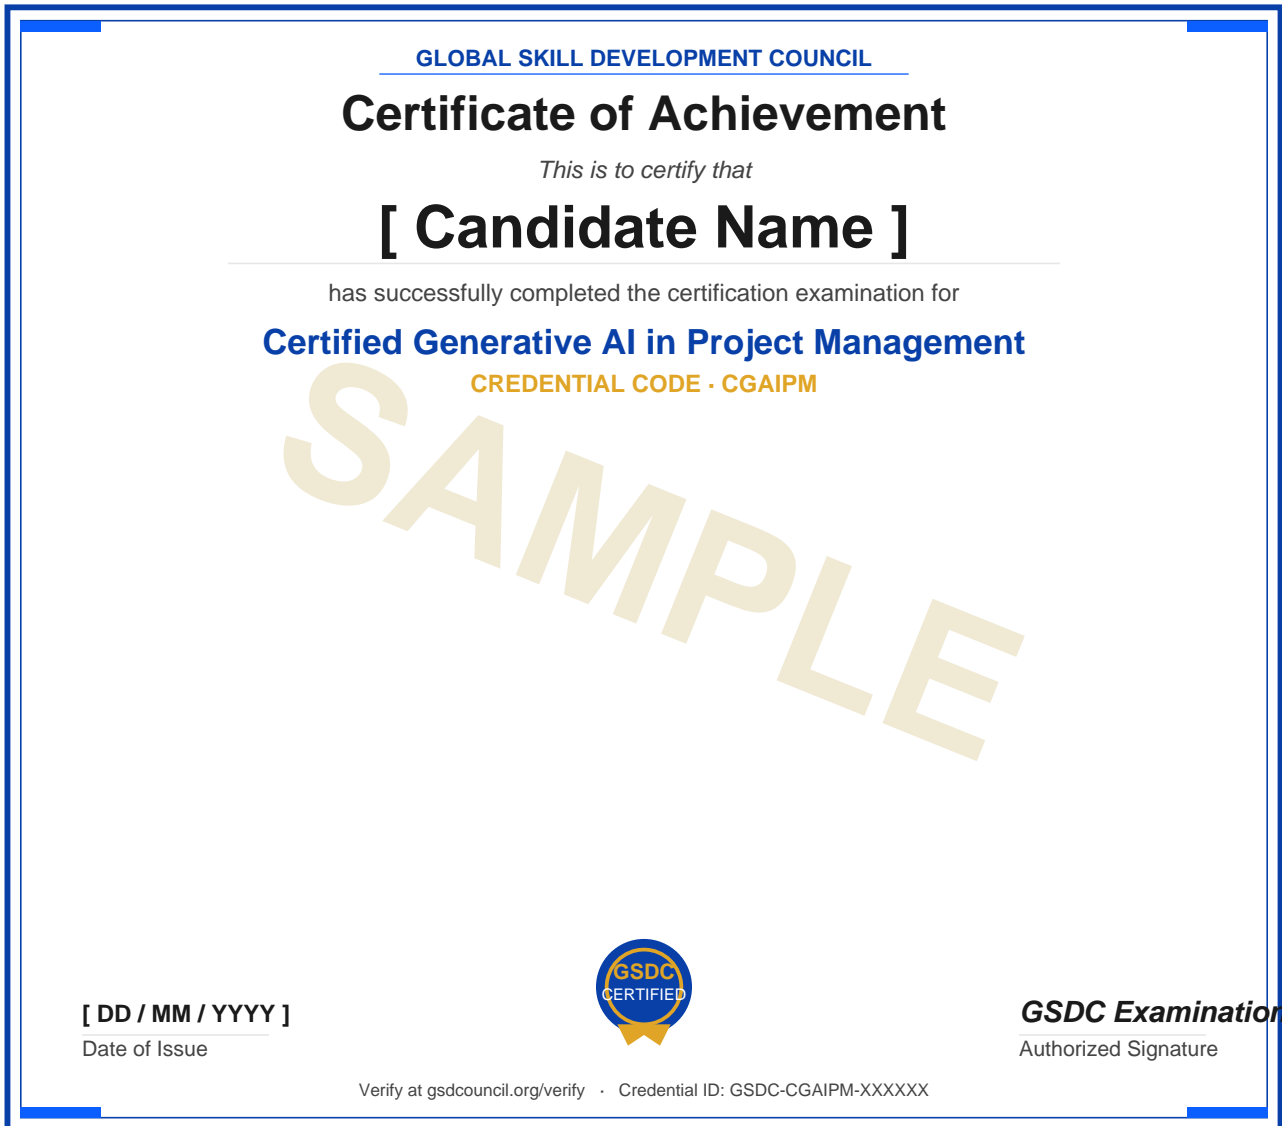 GLOBAL SKILL DEVELOPMENT COUNCIL
Certificate of Achievement
This is to certify that
[ Candidate Name ]
has successfully completed the certification examination for
Certified Generative AI in Project Management
CREDENTIAL CODE · CGAIPM
SAMPLE
GSDC
CERTIFIED
[ DD / MM / YYYY ]
Date of Issue
GSDC Examination
Authorized Signature
Verify at gsdcouncil.org/verify · Credential ID: GSDC-CGAIPM-XXXXXX